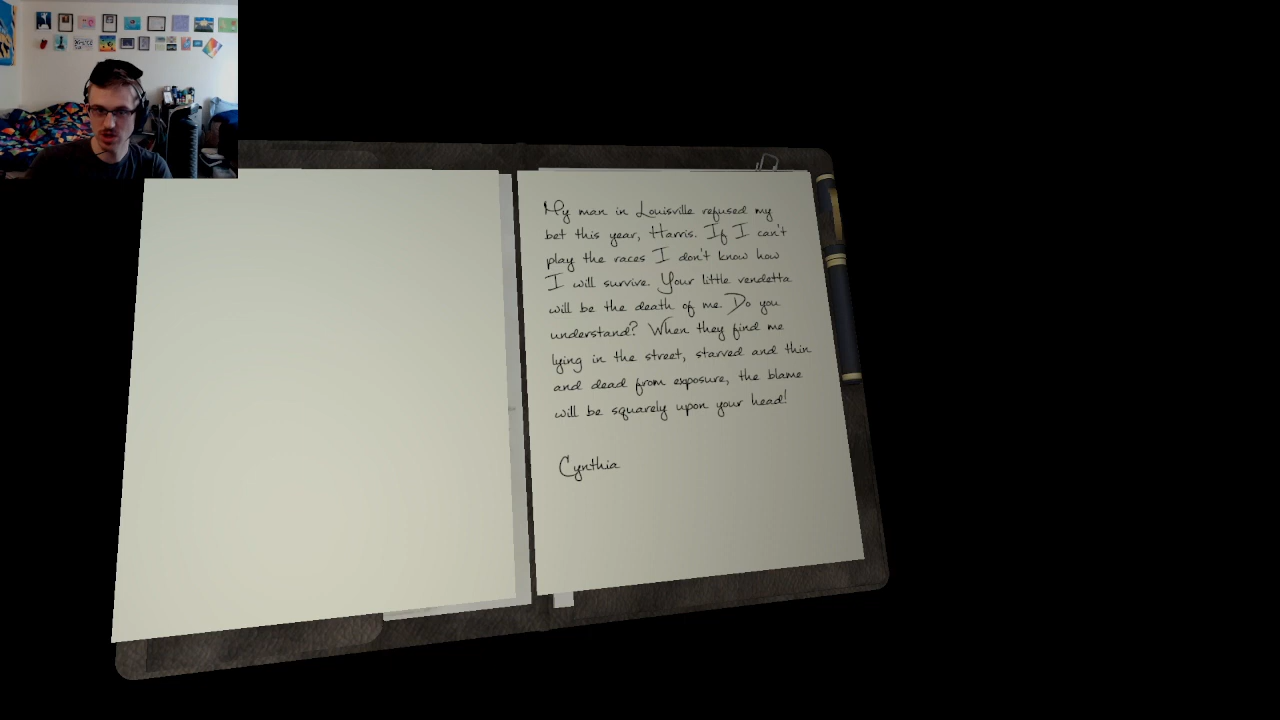 My man in Louisville refused my
bet this year, Harris. If I can't
play the races I don't know how
I will survive. Your little vendetta
will be the death of me. Do you
understand? When they find me
lying in the street, starved and thin
and dead from exposure, the blame
will be squarely upon your head!
Cynthia